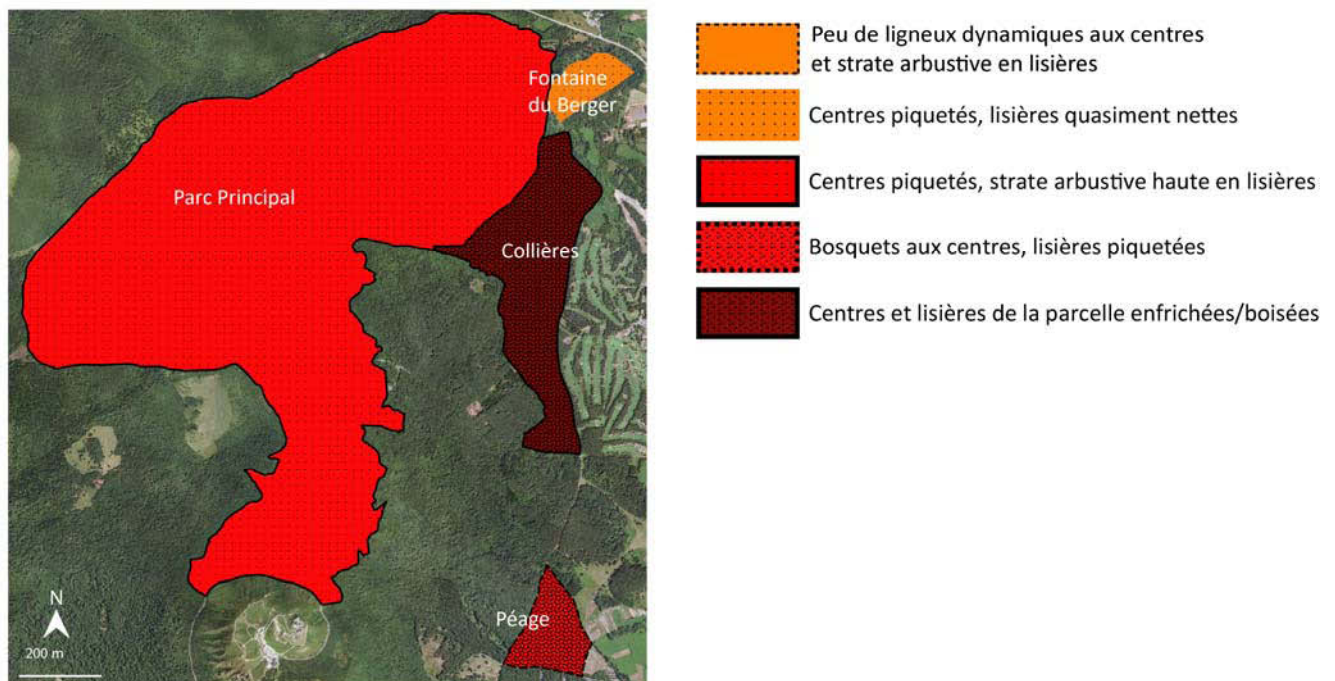 Fontaine
du Berger
Parc Principal
Collières
Péage
N
200 m
Peu de ligneux dynamiques aux centres
et strate arbustive en lisières
Centres piquetés, lisières quasiment nettes
Centres piquetés, strate arbustive haute en lisières
Bosquets aux centres, lisières piquetées
Centres et lisières de la parcelle enfrichées/boisées